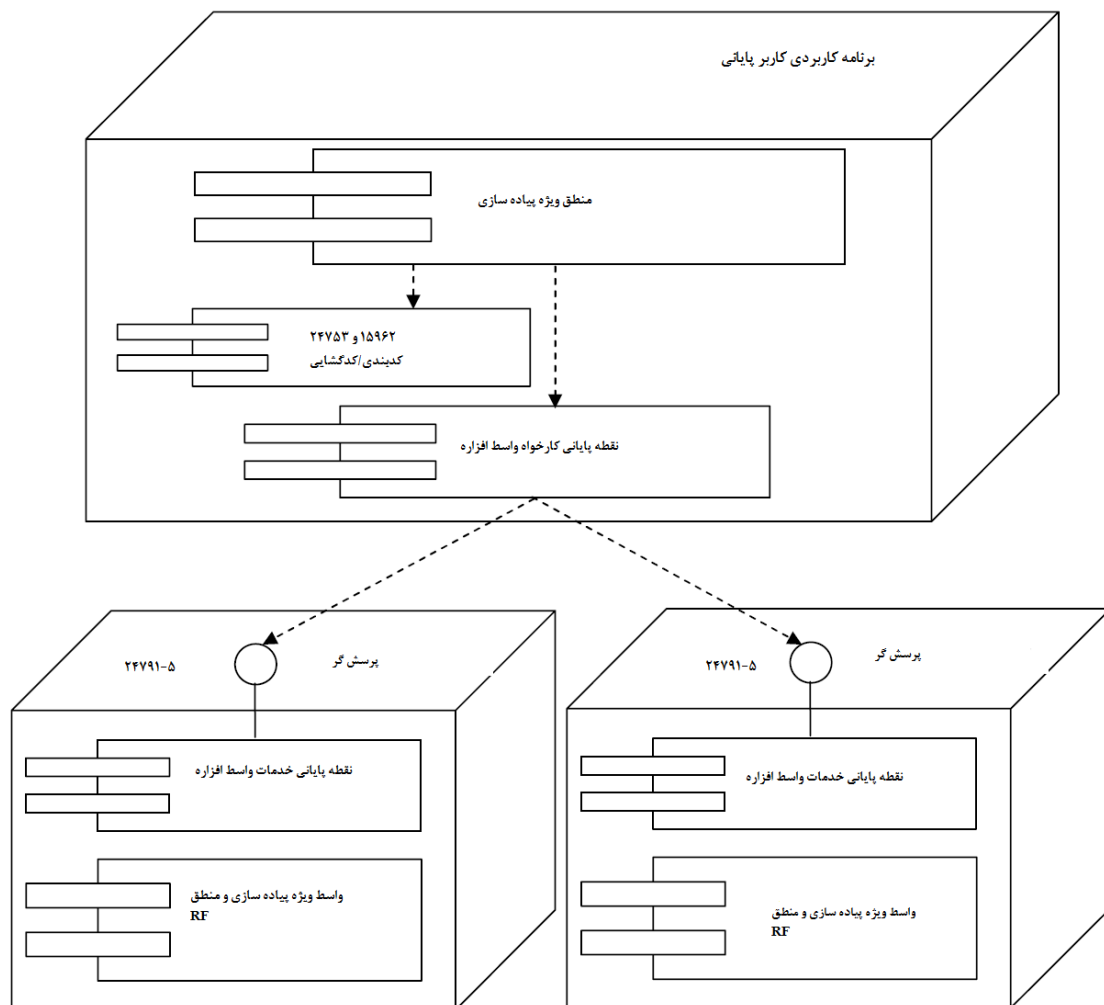 برنامه کاربردی کاربر پایانی
منطق ویژه پیاده سازی
۱۵۹۶۲ و ۲۴۷۵۳
کدبندی/کدگشایی
نقطه پایانی کارخواه واسط افزاره
پرسش گر
۲۴۷۹۱-۵
نقطه پایانی خدمات واسط افزاره
واسط ویژه پیاده سازی و منطق
RF
پرسش گر
۲۴۷۹۱-۵
نقطه پایانی خدمات واسط افزاره
واسط ویژه پیاده سازی و منطق
RF